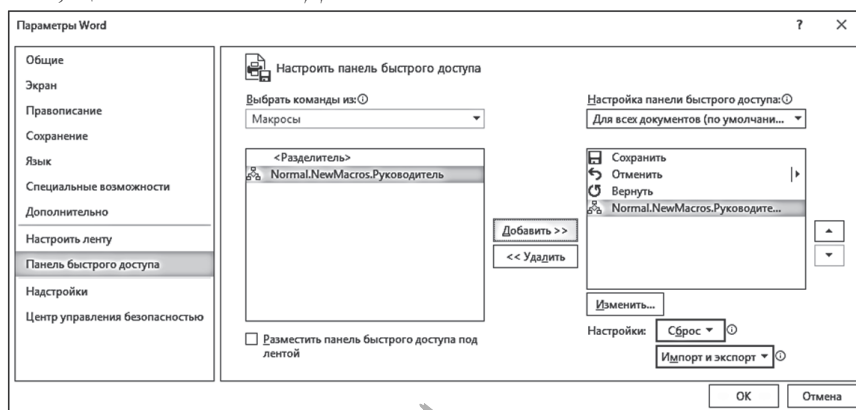 Параметры Word ? ×
Общие
Экран
Правописание
Сохранение
Язык
Специальные возможности
Дополнительно
Настроить ленту
Панель быстрого доступа
Надстройки
Центр управления безопасностью
Настроить панель быстрого доступа
Выбрать команды из:
Макросы
<Разделитель>
Normal.NewMacros.Руководитель
Разместить панель быстрого доступа под
лентой
Добавить >>
<< Удалить
Настройка панели быстрого доступа:
Для всех документов (по умолчани...
Сохранить
Отменить
Вернуть
Normal.NewMacros.Руководите...
Изменить...
Настройки: Сброс
Импорт и экспорт
ОК Отмена